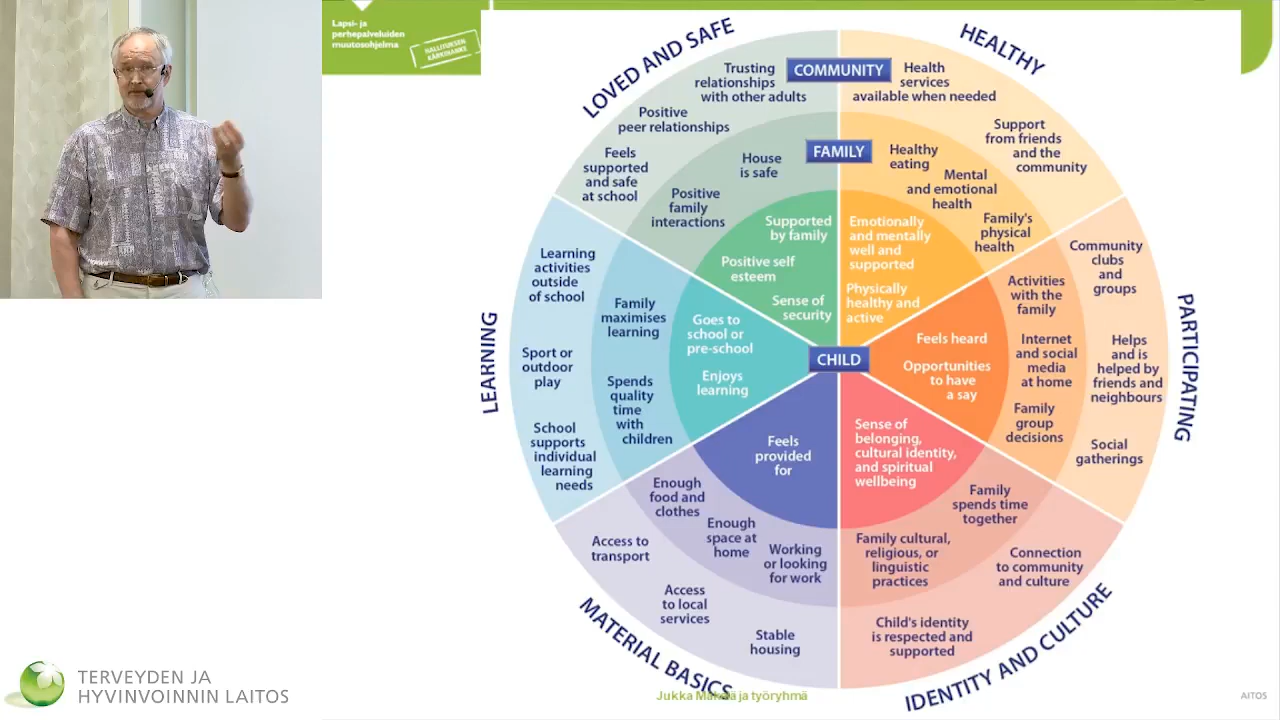 Lapsi- ja
perhepalveluiden
muutosohjelma
HALLITUKSEN
KÄRKIHANKE
LOVED AND SAFE
COMMUNITY
Trusting
relationships
with other adults
Positive
peer relationships
Feels
supported
and safe
at school
FAMILY
House
is safe
Positive
family
interactions
Supported
by family
Positive self
esteem
Sense of
security
HEALTHY
Health
services
available when needed
Support
from friends
and the
community
Healthy
eating
Mental
and emotional
health
Family's
physical
health
Emotionally
and mentally
well and
supported
Physically
healthy and
active
PARTICIPATING
Community
clubs
and
groups
Helps
and is
helped by
friends and
neighbours
Social
gatherings
Activities
with the
family
Internet
and social
media
at home
Family
group
decisions
Feels heard
Opportunities
to have
a say
CHILD
LEARNING
Learning
activities
outside
of school
Sport or
outdoor
play
School
supports
individual
learning
needs
Family
maximises
learning
Spends
quality
time
with
children
Goes to
school or
pre-school
Enjoys
learning
MATERIAL BASICS
Feels
provided
for
Enough
food and
clothes
Enough
space at
home
Working
or looking
for work
Access to
transport
Access
to local
services
Stable
housing
IDENTITY AND CULTURE
Sense of
belonging,
cultural identity,
and spiritual
wellbeing
Family
spends time
together
Family cultural,
religious, or
linguistic
practices
Connection
to community
and culture
Child's identity
is respected and
supported
Jukka Mäkelä ja työryhmä
AITOS
TERVEYDEN JA
HYVINVOINNIN LAITOS